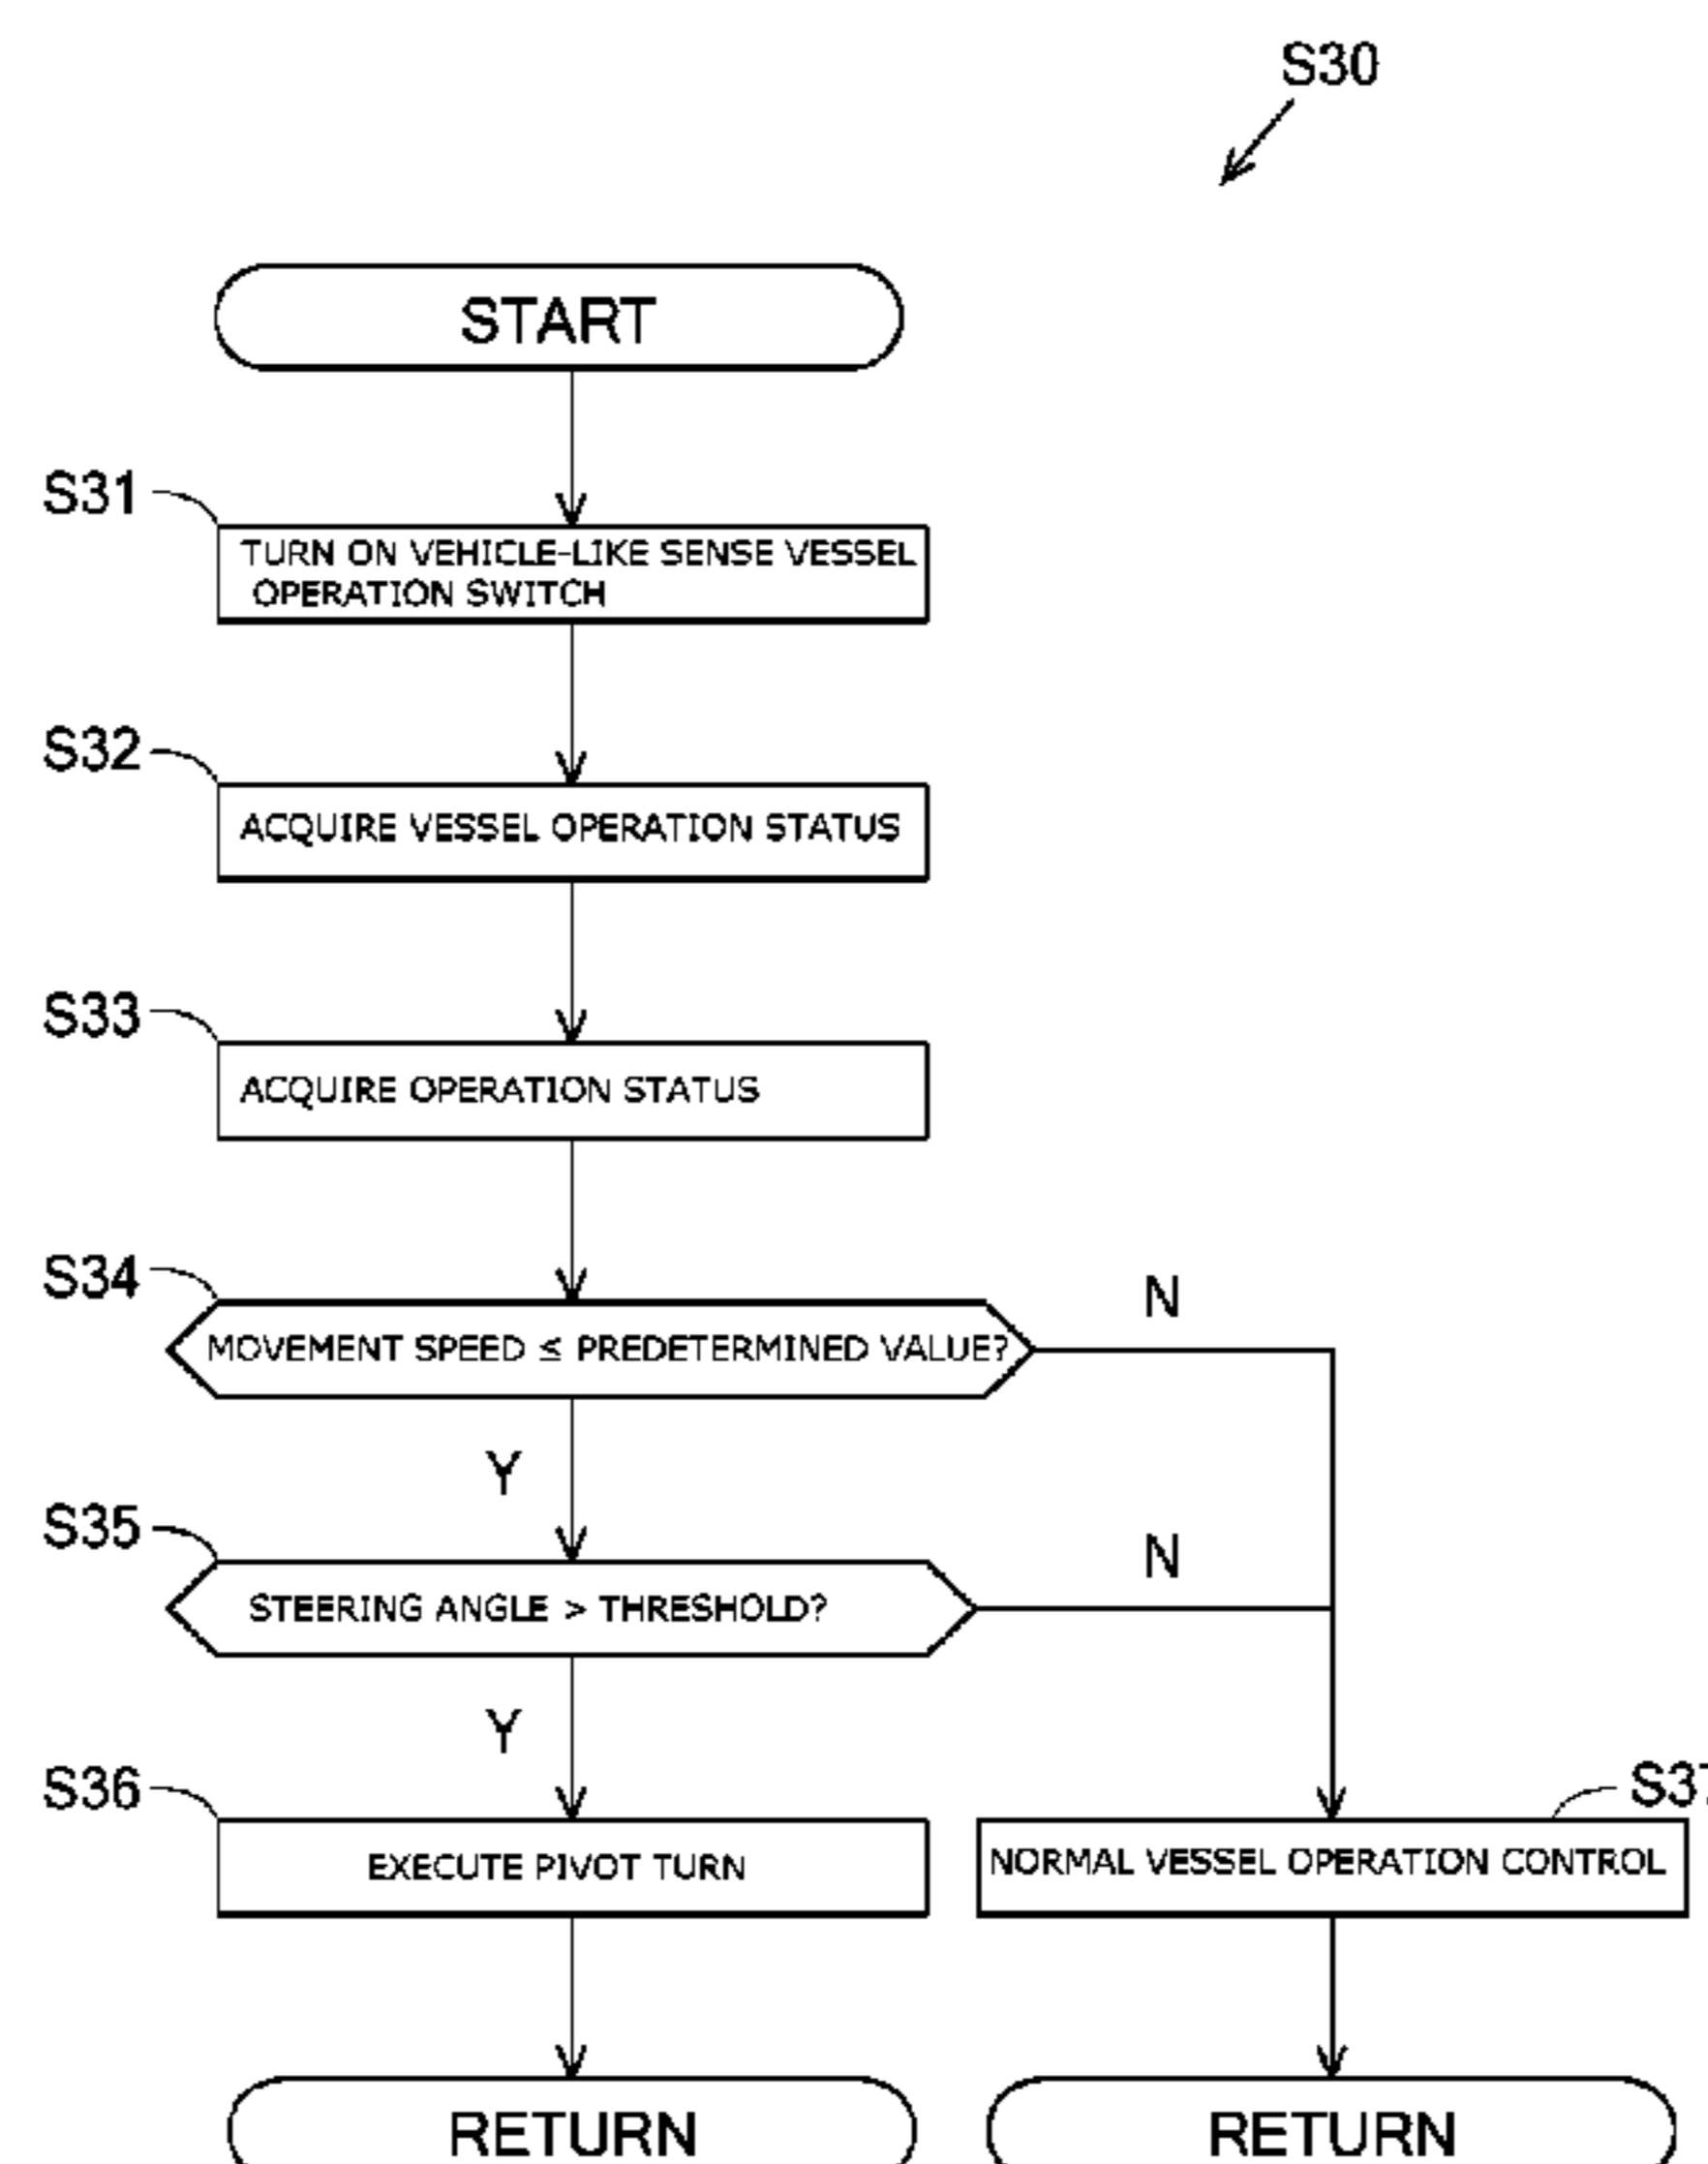 S30
START
S31
TURN ON VEHICLE-LIKE SENSE VESSEL
OPERATION SWITCH
S32
ACQUIRE VESSEL OPERATION STATUS
S33
ACQUIRE OPERATION STATUS
S34
N
MOVEMENT SPEED ≤ PREDETERMINED VALUE?
Y
S35
N
STEERING ANGLE > THRESHOLD?
Y
S36
S37
EXECUTE PIVOT TURN
NORMAL VESSEL OPERATION CONTROL
RETURN
RETURN